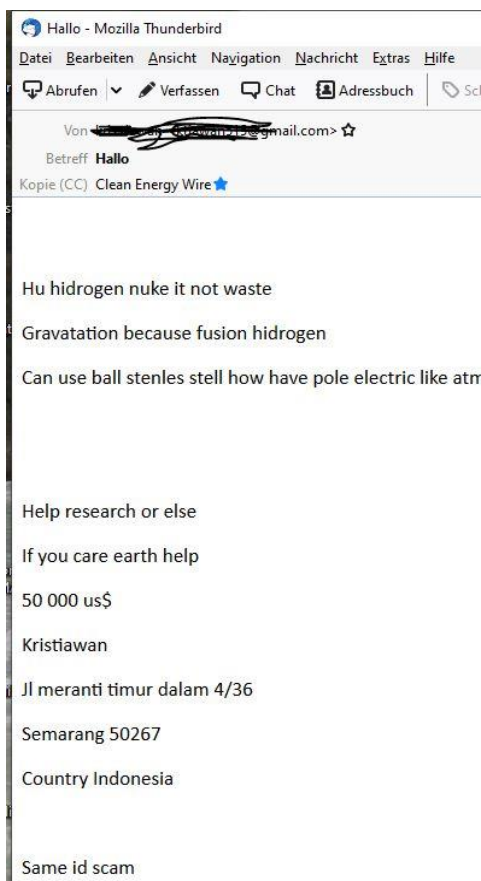 Hallo - Mozilla Thunderbird
Datei Bearbeiten Ansicht Navigation Nachricht Extras Hilfe
Abrufen Verfassen Chat Adressbuch
Von @gmail.com>
Betreff Hallo
Kopie (CC) Clean Energy Wire
Hu hidrogen nuke it not waste
Gravatation because fusion hidrogen
Can use ball stenles stell how have pole electric like
Help research or else
If you care earth help
50 000 us$
Kristiawan
Jl meranti timur dalam 4/36
Semarang 50267
Country Indonesia
Same id scam